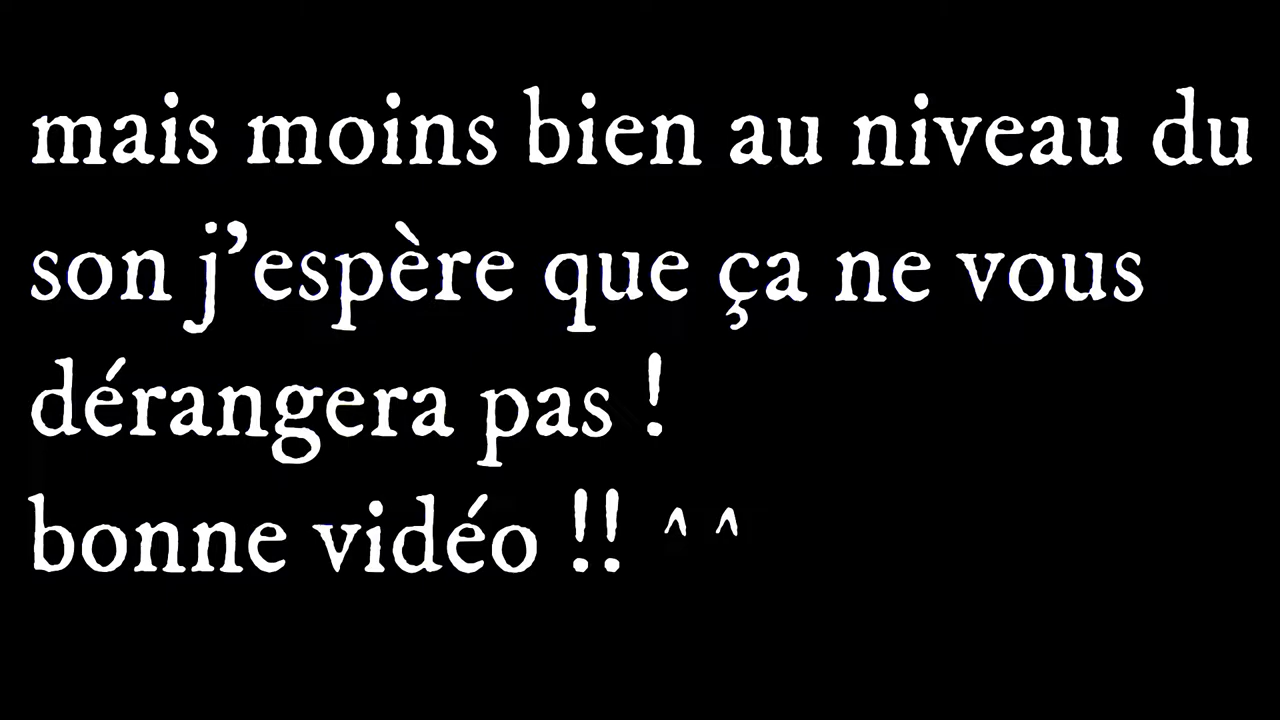 mais moins bien au niveau du
son j'espère que ça ne vous
dérangera pas !
bonne vidéo !! ^ ^